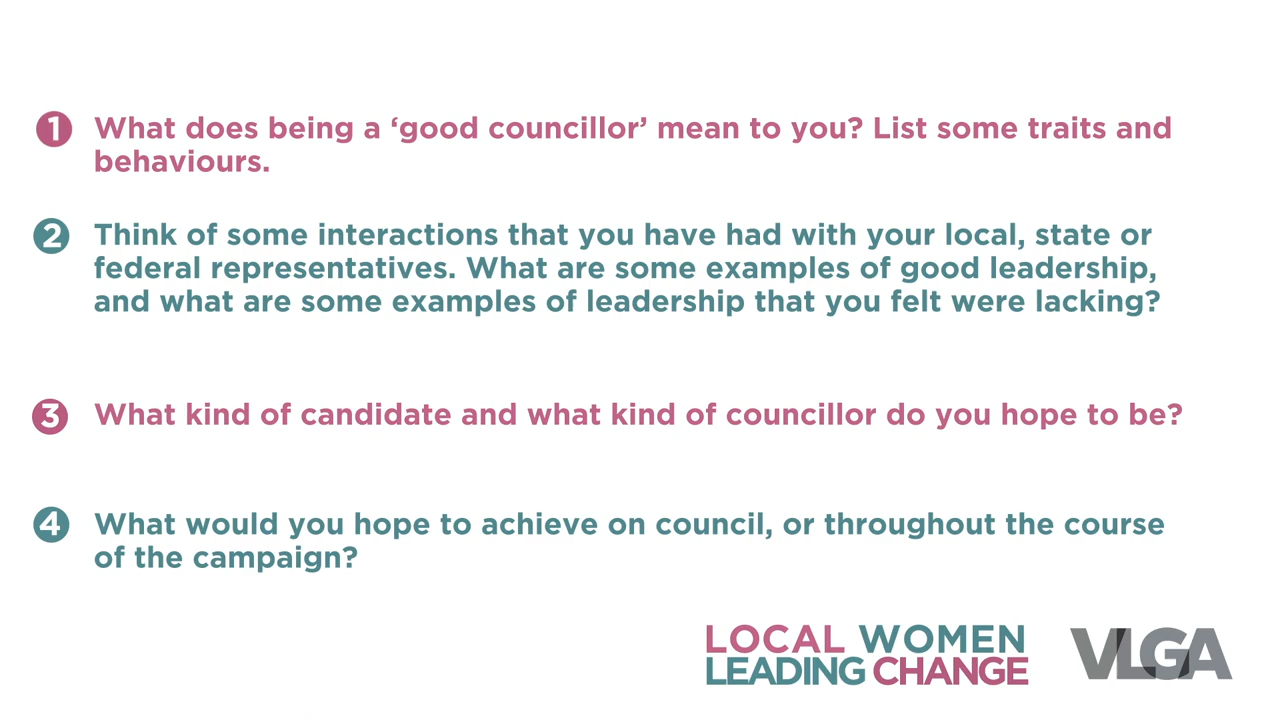 1 What does being a ‘good councillor’ mean to you? List some traits and
behaviours.
2 Think of some interactions that you have had with your local, state or
federal representatives. What are some examples of good leadership,
and what are some examples of leadership that you felt were lacking?
3 What kind of candidate and what kind of councillor do you hope to be?
4 What would you hope to achieve on council, or throughout the course
of the campaign?
LOCAL WOMEN
LEADING CHANGE
VLGA